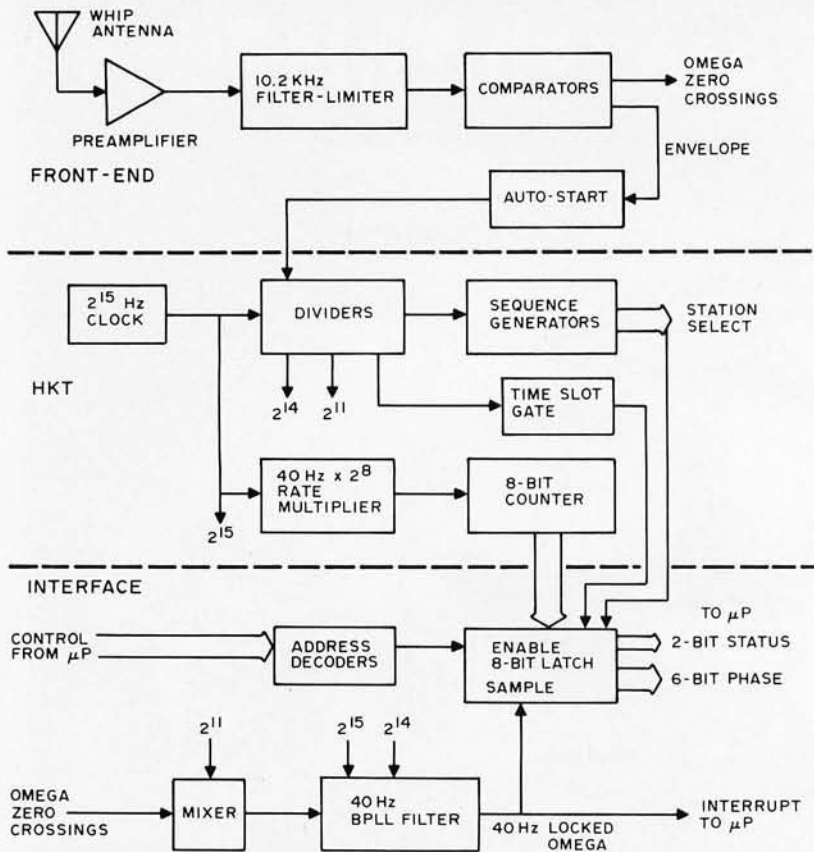 WHIP
ANTENNA
PREAMPLIFIER
10.2 KHz
FILTER-LIMITER
COMPARATORS
OMEGA
ZERO
CROSSINGS
ENVELOPE
FRONT-END
AUTO-START
2¹⁵ Hz
CLOCK
DIVIDERS
SEQUENCE
GENERATORS
STATION
SELECT
HKT
2¹⁴
2¹¹
TIME SLOT
GATE
40 Hz x 2⁸
RATE
MULTIPLIER
8-BIT
COUNTER
2¹⁵
INTERFACE
CONTROL
FROM μP
ADDRESS
DECODERS
ENABLE
8-BIT LATCH
SAMPLE
TO μP
2-BIT STATUS
6-BIT PHASE
2¹¹
2¹⁵
2¹⁴
OMEGA
ZERO
CROSSINGS
MIXER
40 Hz
BPLL FILTER
40 Hz LOCKED
OMEGA
INTERRUPT
TO μP